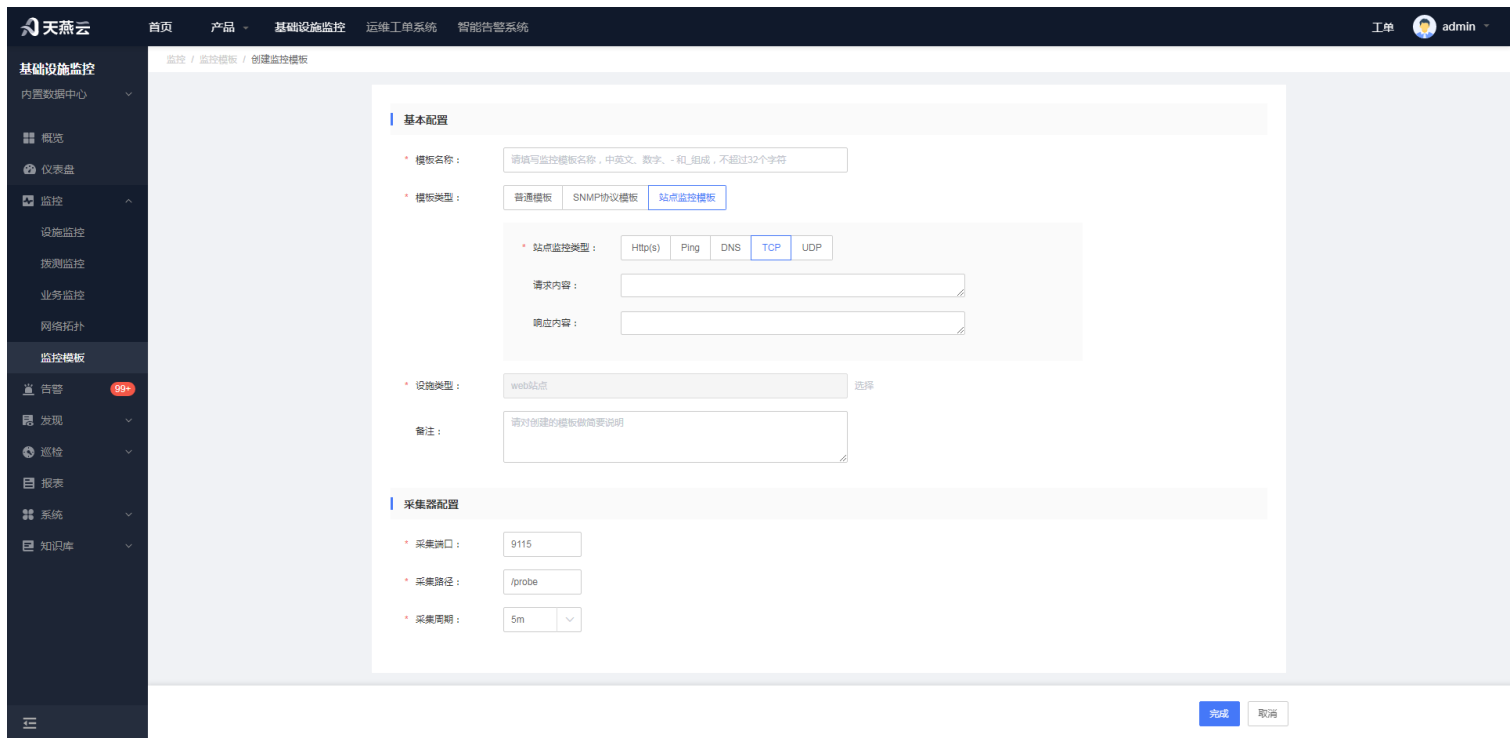 天燕云
首页 产品 基础设施监控 运维工单系统 智能告警系统 工单 admin
基础设施监控
内置数据中心
概览
仪表盘
监控
设施监控
拨测监控
业务监控
网络拓扑
监控模板
告警 99+
发现
巡检
报表
系统
知识库
监控 / 监控模板 / 创建监控模板
基本配置
* 模板名称： 请填写监控模板名称，中英文、数字、- 和_组成，不超过32个字符
* 模板类型： 普通模板 SNMP协议模板 站点监控模板
* 站点监控类型： Http(s) Ping DNS TCP UDP
请求内容：
响应内容：
* 设施类型： web站点 选择
备注： 请对创建的模板做简要说明
采集器配置
* 采集端口： 9115
* 采集路径： /probe
* 采集周期： 5m
完成 取消